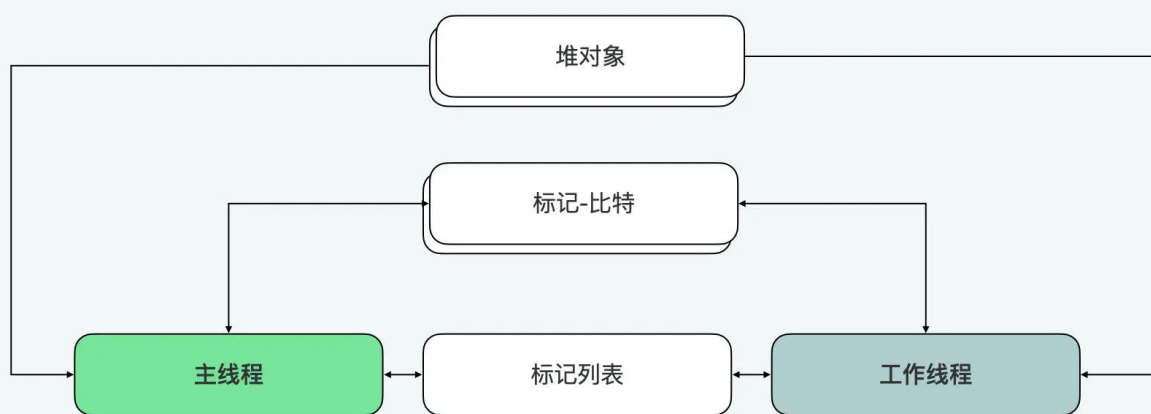 堆对象
标记-比特
主线程
标记列表
工作线程